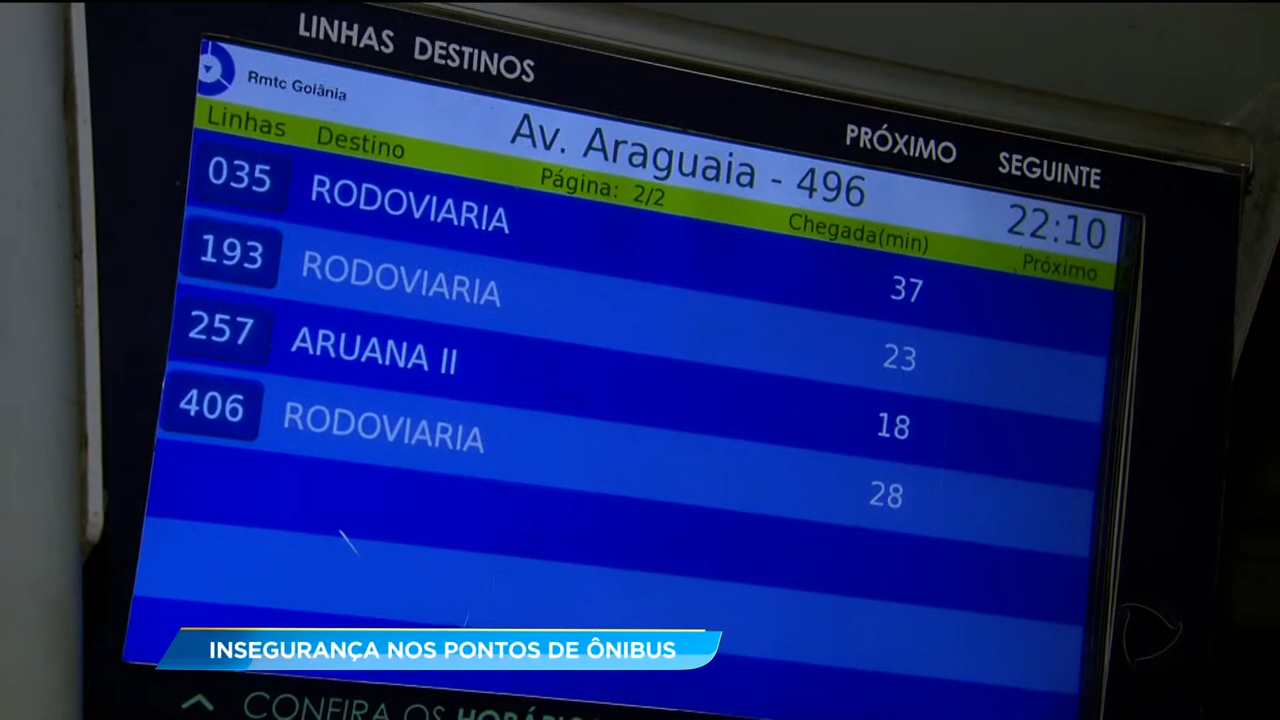 LINHAS DESTINOS PRÓXIMO SEGUINTE
Rmtc Goiânia
Av. Araguaia - 496 22:10
Linhas Destino Página: 2/2 Chegada(min) Próximo
035 RODOVIARIA 37
193 RODOVIARIA 23
257 ARUANA II 18
406 RODOVIARIA 28
INSEGURANÇA NOS PONTOS DE ÔNIBUS
CONFIRA OS